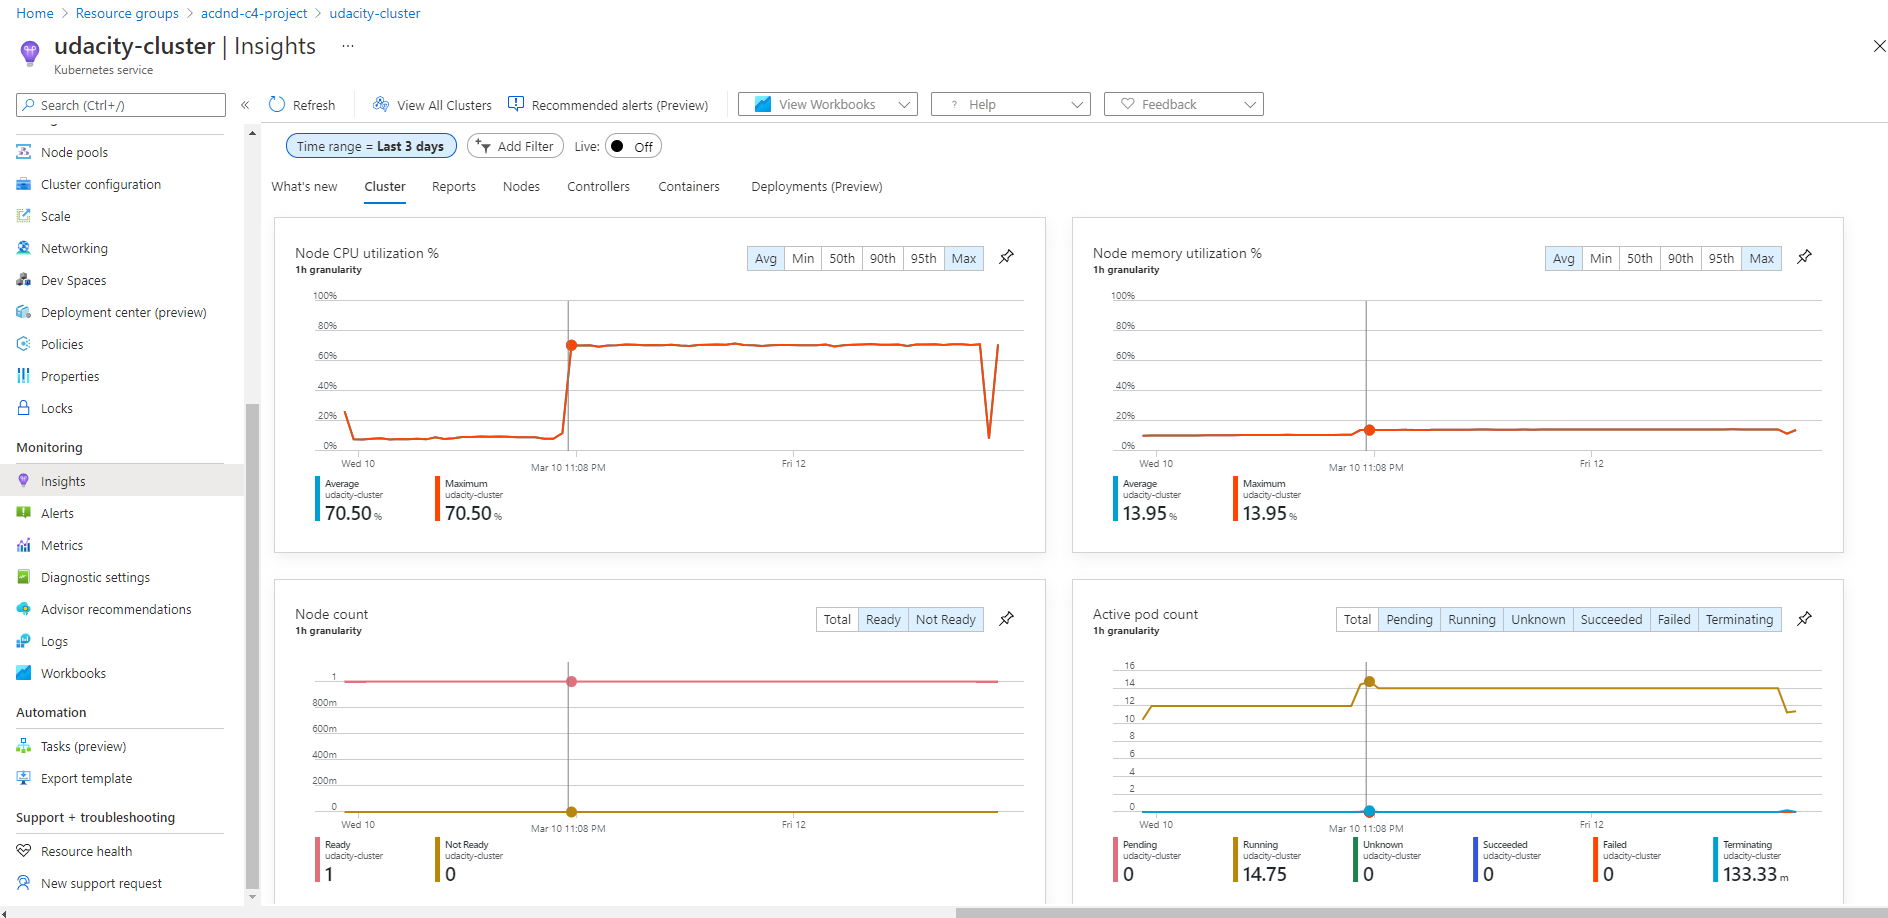 Home > Resource groups > acdnd-c4-project > udacity-cluster
udacity-cluster | Insights ...
Kubernetes service
Search (Ctrl+/)
«
Refresh
View All Clusters
Recommended alerts (Preview)
View Workbooks
? Help
Feedback
Time range = Last 3 days
Add Filter
Live: Off
What's new
Cluster
Reports
Nodes
Controllers
Containers
Deployments (Preview)
Node pools
Cluster configuration
Scale
Networking
Dev Spaces
Deployment center (preview)
Policies
Properties
Locks
Monitoring
Insights
Alerts
Metrics
Diagnostic settings
Advisor recommendations
Logs
Workbooks
Automation
Tasks (preview)
Export template
Support + troubleshooting
Resource health
New support request
Node CPU utilization %
1h granularity
Avg Min 50th 90th 95th Max
100%
80%
60%
40%
20%
0%
Wed 10
Mar 10 11:08 PM
Fri 12
Average
udacity-cluster
70.50 %
Maximum
udacity-cluster
70.50 %
Node memory utilization %
1h granularity
Avg Min 50th 90th 95th Max
100%
80%
60%
40%
20%
0%
Wed 10
Mar 10 11:08 PM
Fri 12
Average
udacity-cluster
13.95 %
Maximum
udacity-cluster
13.95 %
Node count
1h granularity
Total Ready Not Ready
1
800m
600m
400m
200m
0
Wed 10
Mar 10 11:08 PM
Fri 12
Ready
udacity-cluster
1
Not Ready
udacity-cluster
0
Active pod count
1h granularity
Total Pending Running Unknown Succeeded Failed Terminating
16
14
12
10
8
6
4
2
0
Wed 10
Mar 10 11:08 PM
Fri 12
Pending
udacity-cluster
0
Running
udacity-cluster
14.75
Unknown
udacity-cluster
0
Succeeded
udacity-cluster
0
Failed
udacity-cluster
0
Terminating
udacity-cluster
133.33 m